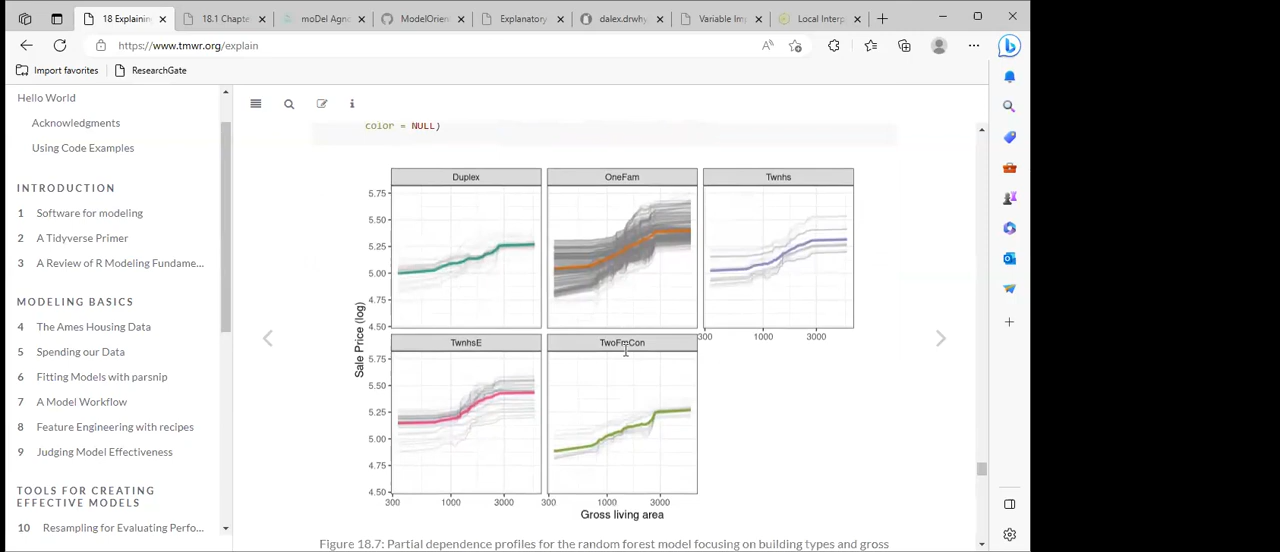 18 Explaining
18.1 Chapte
moDel Agno
ModelOrien
Explanatory
dalex.drwhy
Variable Imp
Local Interp
https://www.tmwr.org/explain
Import favorites
ResearchGate
Hello World
Acknowledgments
Using Code Examples
INTRODUCTION
1 Software for modeling
2 A Tidyverse Primer
3 A Review of R Modeling Fundame...
MODELING BASICS
4 The Ames Housing Data
5 Spending our Data
6 Fitting Models with parsnip
7 A Model Workflow
8 Feature Engineering with recipes
9 Judging Model Effectiveness
TOOLS FOR CREATING
EFFECTIVE MODELS
10 Resampling for Evaluating Perfo...
color = NULL)
Duplex
OneFam
Twnhs
5.75
5.50
5.25
5.00
4.75
4.50
300 1000 3000
TwnhsE
TwoFmCon
5.75
5.50
5.25
5.00
4.75
4.50
300 1000 3000
300 1000 3000
Sale Price (log)
Gross living area
Figure 18.7: Partial dependence profiles for the random forest model focusing on building types and gross